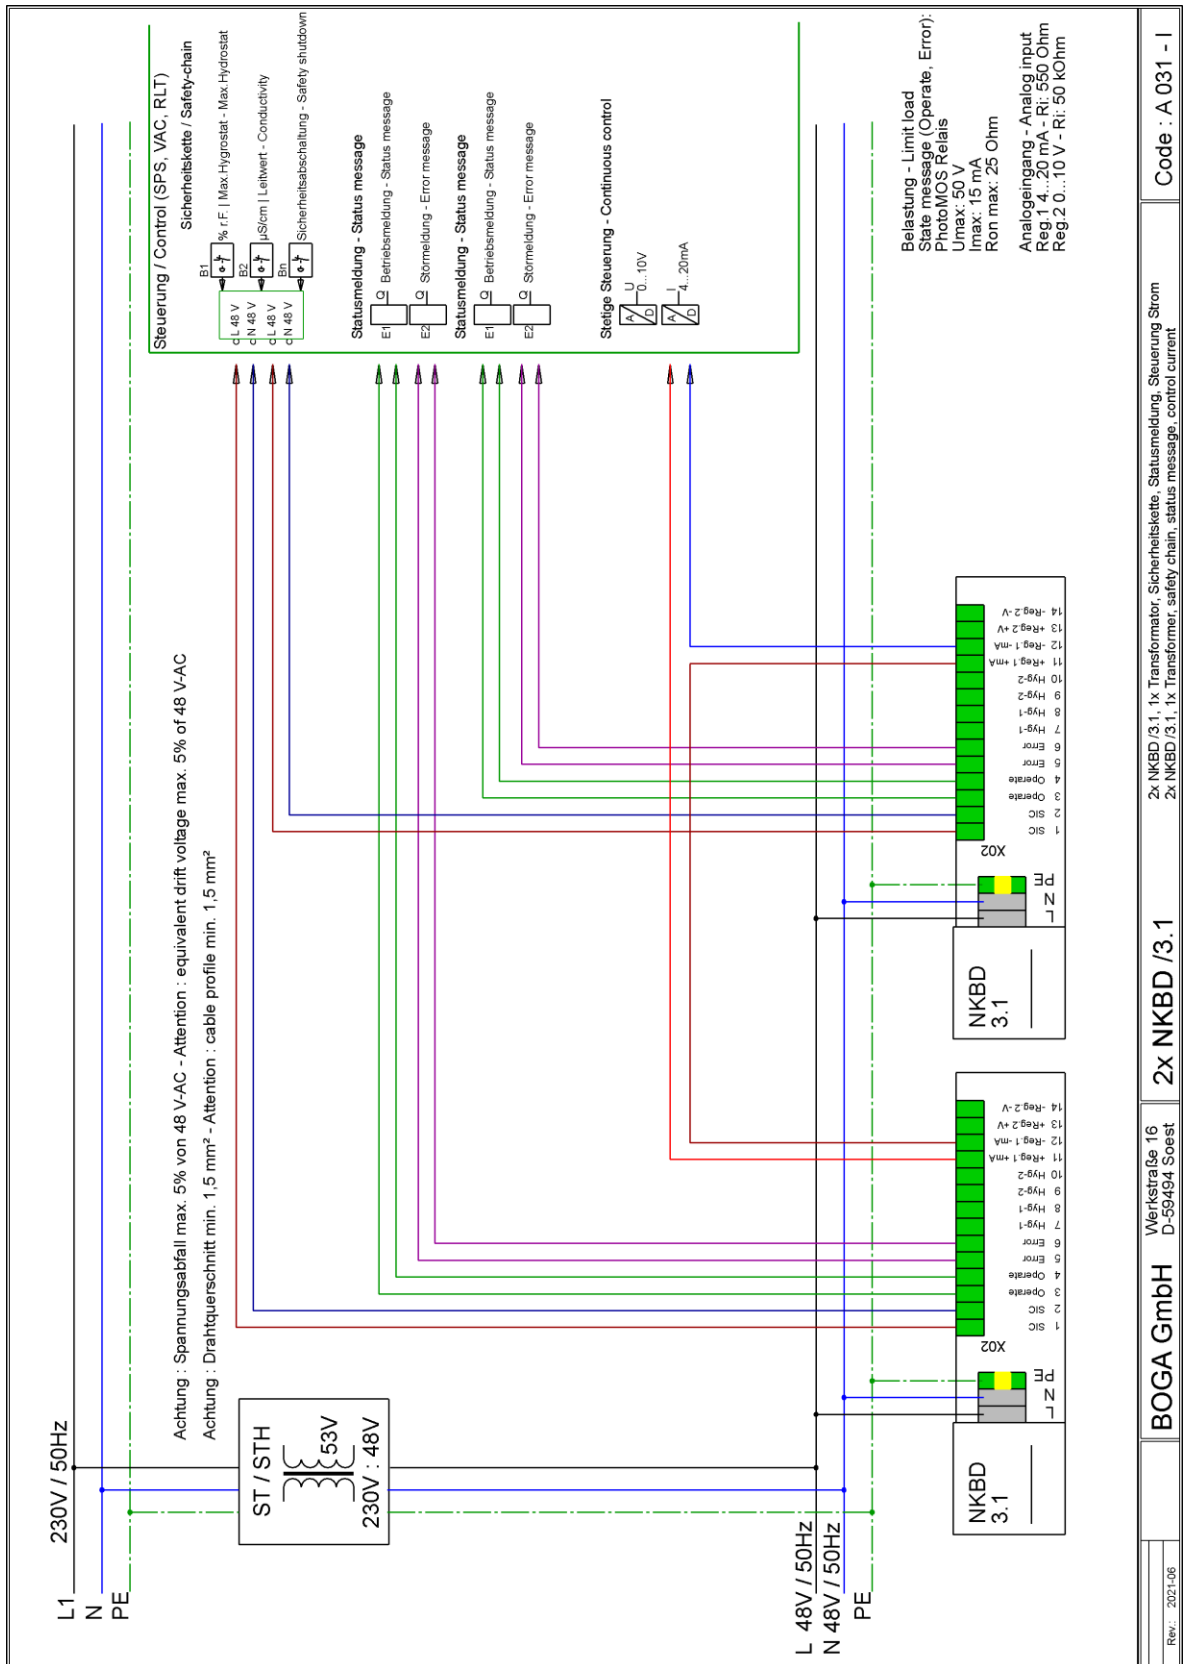 L1
230V / 50Hz
N
PE
Achtung : Spannungsabfall max. 5% von 48 V-AC - Attention : equivalent drift voltage max. 5% of 48 V-AC
Achtung : Drahtquerschnitt min. 1,5 mm² - Attention : cable profile min. 1,5 mm²
ST / STH
53V
230V : 48V
Steuerung / Control (SPS, VAC, RLT)
Sicherheitskette / Safety-chain
B1
% r.F. | Max.Hygrostat - Max.Hydrostat
B2
µS/cm | Leitwert - Conductivity
Bn
Sicherheitsabschaltung - Safety shutdown
c L 48 V
c N 48 V
c L 48 V
c N 48 V
Statusmeldung - Status message
E1
Q
Betriebsmeldung - Status message
E2
Q
Störmeldung - Error message
Statusmeldung - Status message
E1
Q
Betriebsmeldung - Status message
E2
Q
Störmeldung - Error message
Stetige Steuerung - Continuous control
A
D
U
0...10V
A
D
I
4...20mA
L 48V / 50Hz
N 48V / 50Hz
PE
Belastung - Limit load
State message (Operate, Error):
PhotoMOS Relais
Umax: 50 V
Imax: 15 mA
Ron max: 25 Ohm
Analogeingang - Analog input
Reg.1 4...20 mA - Ri: 550 Ohm
Reg.2 0...10 V - Ri: 50 kOhm
NKBD
3.1
L
N
PE
X02
1 SIC
2 SIC
3 Operate
4 Operate
5 Error
6 Error
7 Hyg-1
8 Hyg-1
9 Hyg-2
10 Hyg-2
11 +Reg.1 +mA
12 -Reg.1 -mA
13 +Reg.2 +V
14 -Reg.2 -V
NKBD
3.1
L
N
PE
X02
1 SIC
2 SIC
3 Operate
4 Operate
5 Error
6 Error
7 Hyg-1
8 Hyg-1
9 Hyg-2
10 Hyg-2
11 +Reg.1 +mA
12 -Reg.1 -mA
13 +Reg.2 +V
14 -Reg.2 -V
Rev.: 2021-06
BOGA GmbH
Werkstraße 16
D-59494 Soest
2x NKBD /3.1
2x NKBD /3.1, 1x Transformator, Sicherheitskette, Statusmeldung, Steuerung Strom
2x NKBD /3.1, 1x Transformer, safety chain, status message, control current
Code : A 031 - I